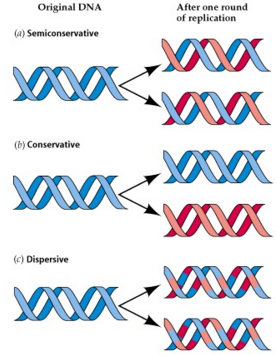 Original DNA
After one round
of replication
(a) Semiconservative
(b) Conservative
(c) Dispersive